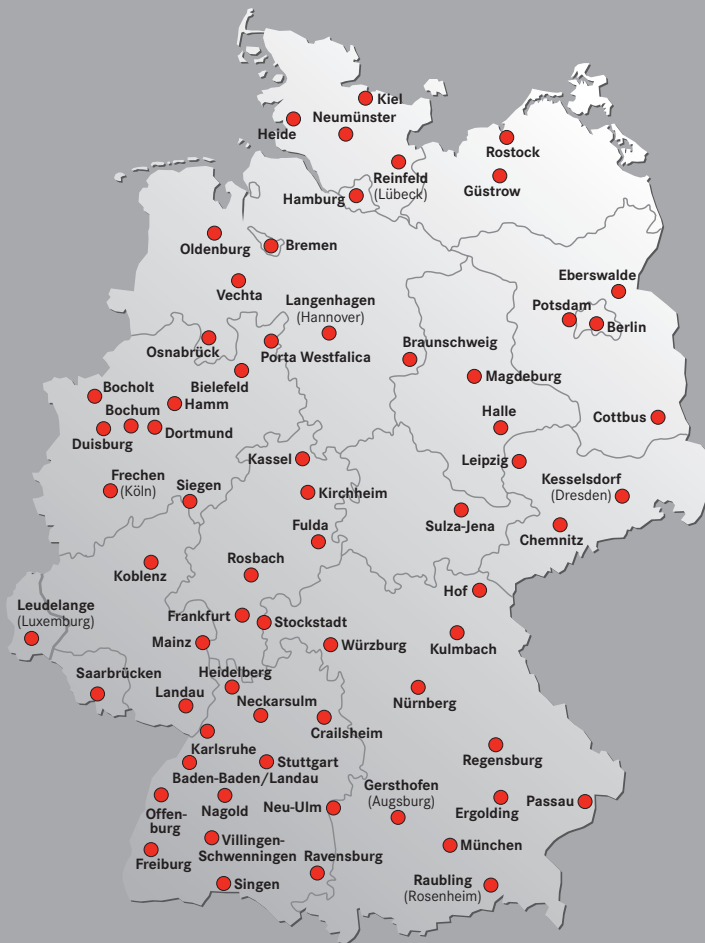 Kiel
Neumünster
Heide
Rostock
Reinfeld
(Lübeck)
Güstrow
Hamburg
Oldenburg
Bremen
Eberswalde
Vechta
Langenhagen
(Hannover)
Potsdam
Berlin
Osnabrück
Porta Westfalica
Braunschweig
Bielefeld
Magdeburg
Bocholt
Hamm
Bochum
Halle
Cottbus
Duisburg
Dortmund
Kassel
Leipzig
Frechen
(Köln)
Siegen
Kirchheim
Kesselsdorf
(Dresden)
Fulda
Sulza-Jena
Chemnitz
Rosbach
Koblenz
Hof
Leudelange
(Luxemburg)
Frankfurt
Stockstadt
Mainz
Würzburg
Kulmbach
Saarbrücken
Heidelberg
Landau
Neckarsulm
Nürnberg
Crailsheim
Karlsruhe
Stuttgart
Regensburg
Baden-Baden/Landau
Gersthofen
(Augsburg)
Offen-
burg
Nagold
Neu-Ulm
Ergolding
Passau
Villingen-
Schwenningen
München
Freiburg
Ravensburg
Singen
Raubling
(Rosenheim)